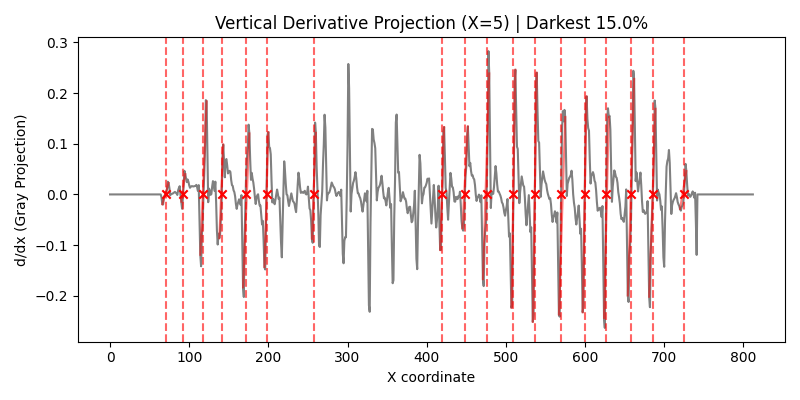 Vertical Derivative Projection (X=5) | Darkest 15.0%
d/dx (Gray Projection)
0.3
0.2
0.1
0.0
−0.1
−0.2
0 100 200 300 400 500 600 700 800
X coordinate